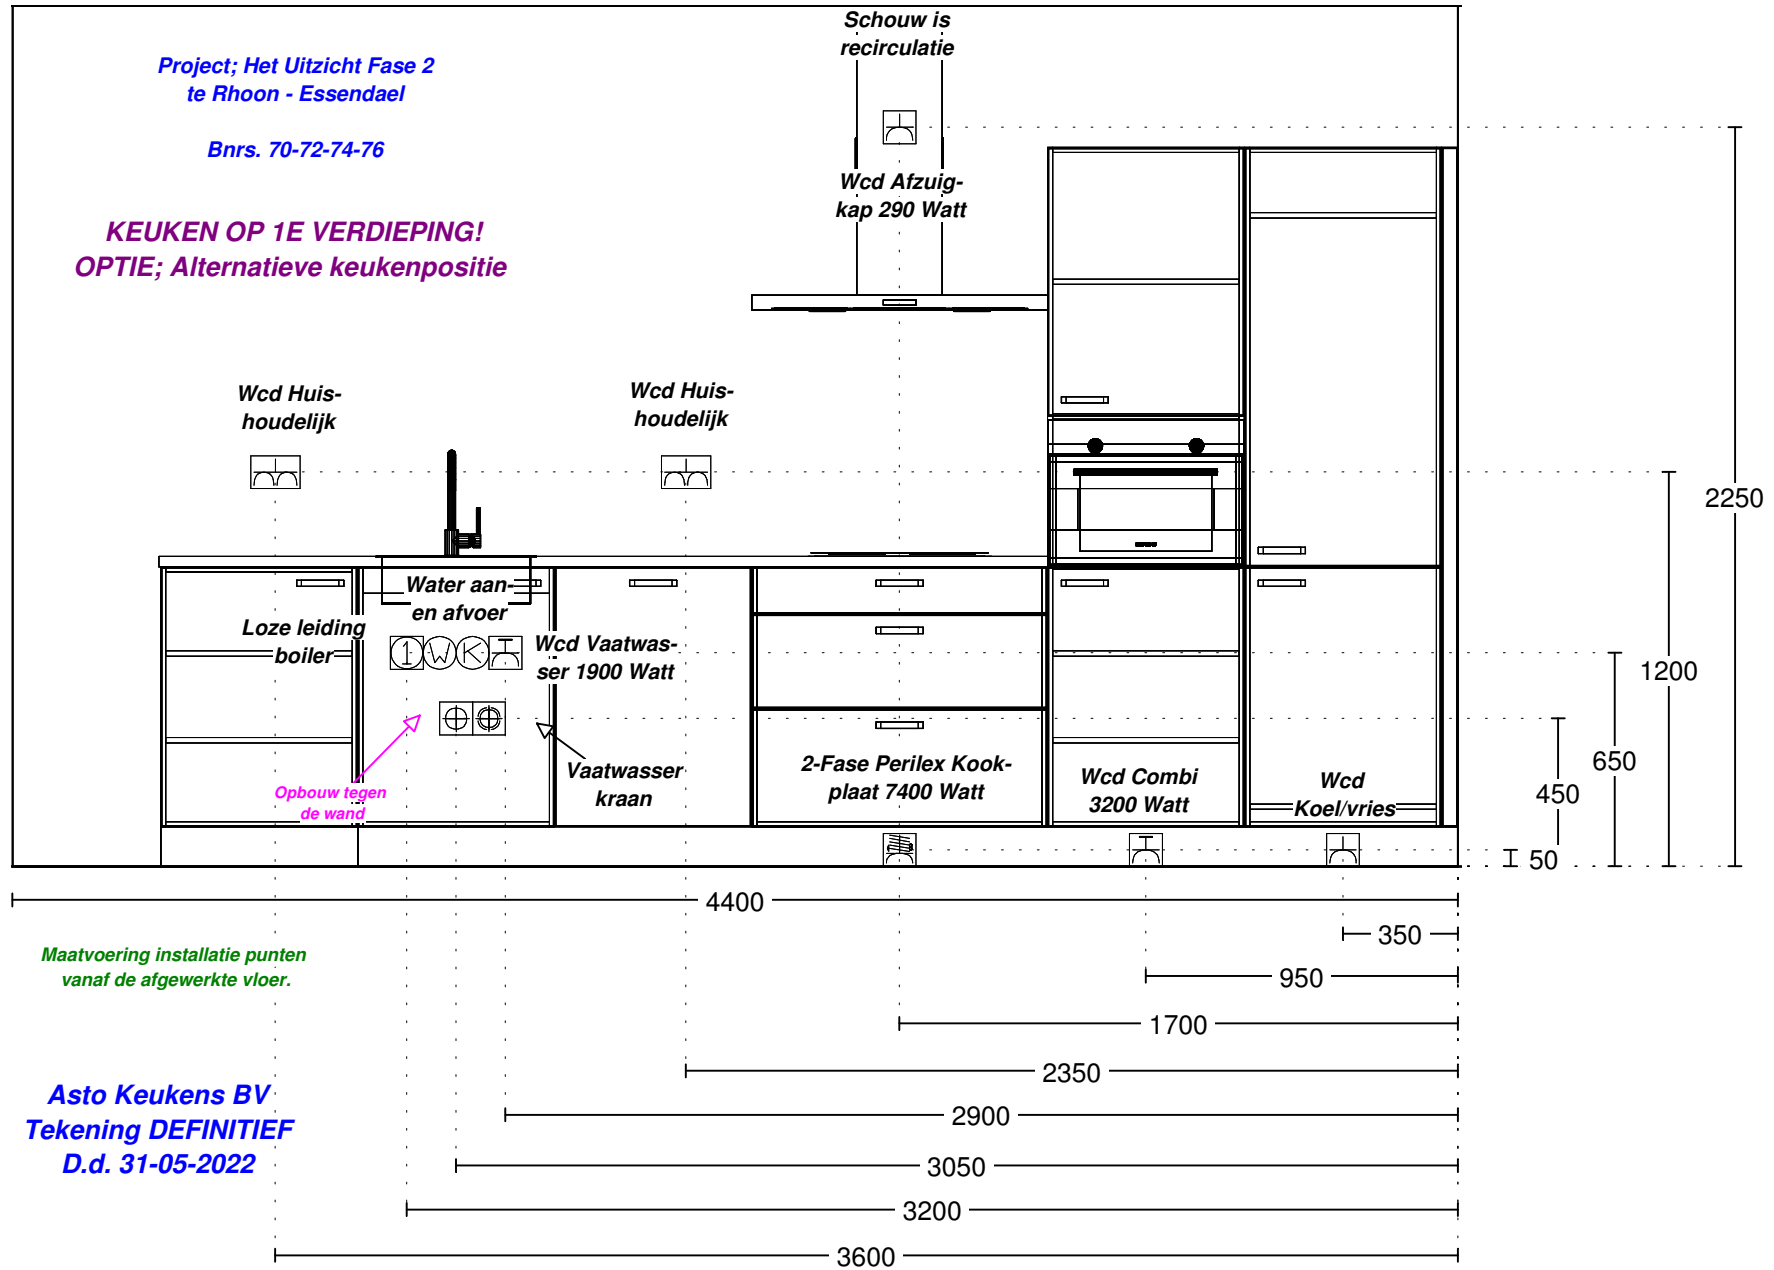 Schouw is
recirculatie
Project; Het Uitzicht Fase 2
te Rhoon - Essendael
Bnrs. 70-72-74-76
Wcd Afzuig-
kap 290 Watt
KEUKEN OP 1E VERDIEPING!
OPTIE; Alternatieve keukenpositie
Wcd Huis-
houdelijk
Wcd Huis-
houdelijk
2250
Water aan-
en afvoer
Loze leiding
boiler
1 W K
Wcd Vaatwas-
ser 1900 Watt
1200
Opbouw tegen
de wand
Vaatwasser
kraan
2-Fase Perilex Kook-
plaat 7400 Watt
Wcd Combi
3200 Watt
Wcd
Koel/vries
650
450
50
4400
350
Maatvoering installatie punten
vanaf de afgewerkte vloer.
950
1700
2350
Asto Keukens BV
Tekening DEFINITIEF
D.d. 31-05-2022
2900
3050
3200
3600